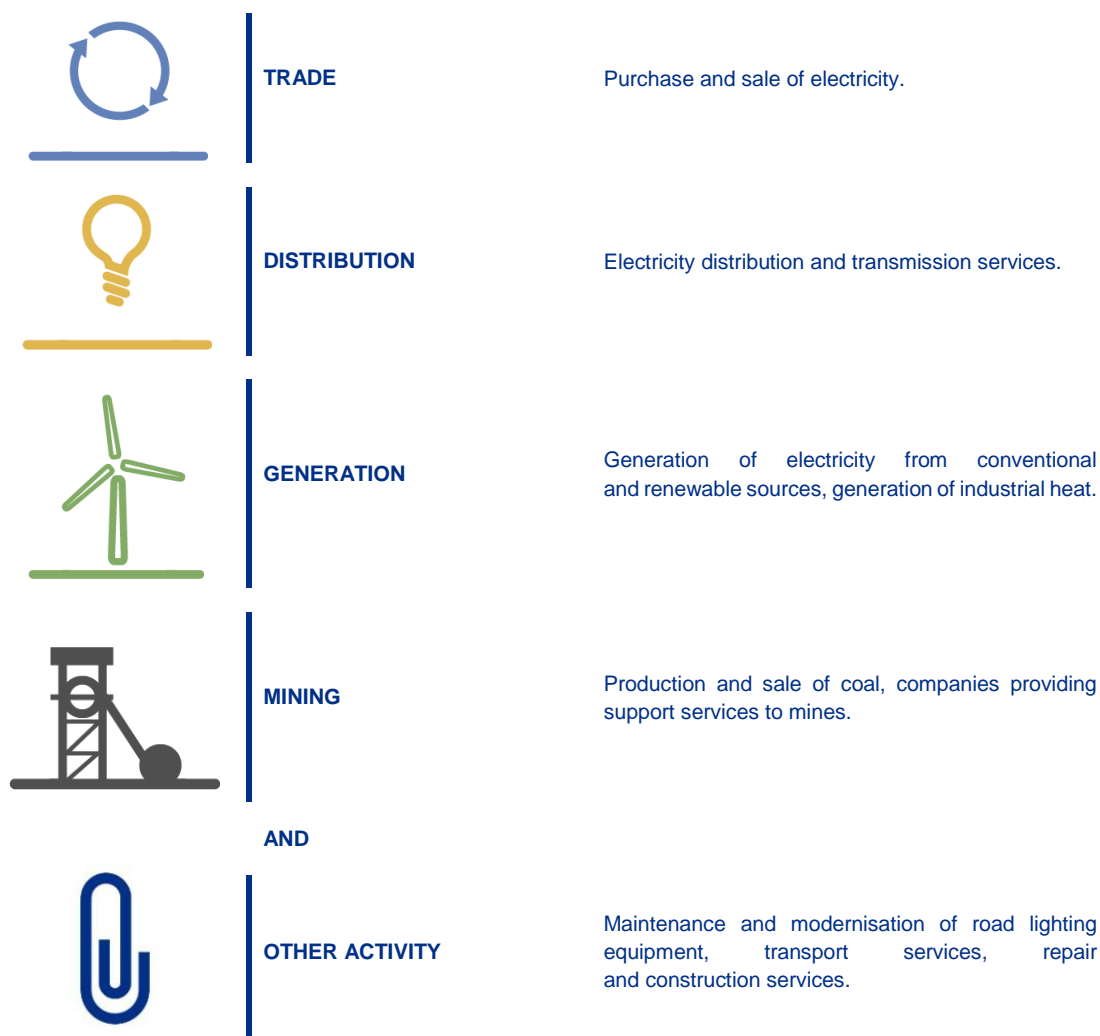 TRADE
Purchase and sale of electricity.
DISTRIBUTION
Electricity distribution and transmission services.
GENERATION
Generation of electricity from conventional
and renewable sources, generation of industrial heat.
MINING
Production and sale of coal, companies providing
support services to mines.
AND
OTHER ACTIVITY
Maintenance and modernisation of road lighting
equipment, transport services, repair
and construction services.